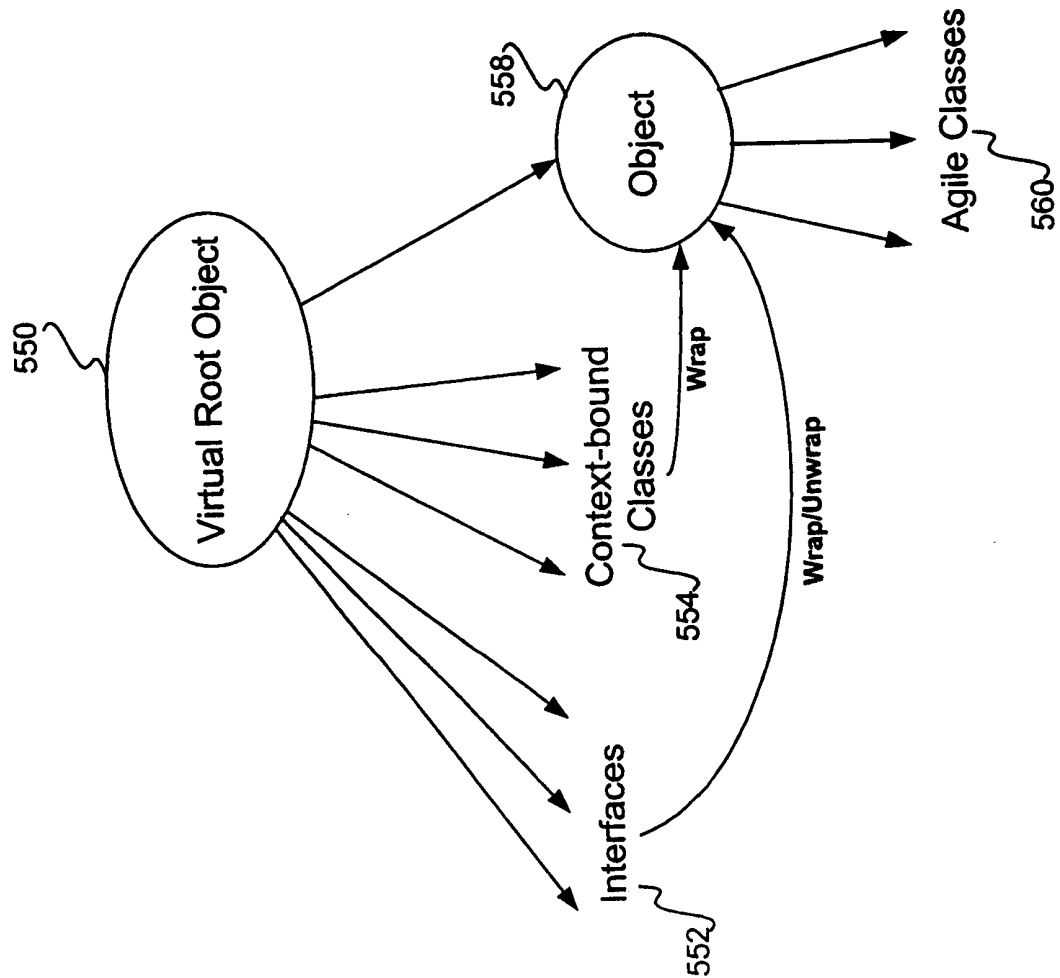 550
Virtual Root Object
558
Object
Context-bound
Classes
554
Wrap
Interfaces
552
Wrap/Unwrap
Agile Classes
560